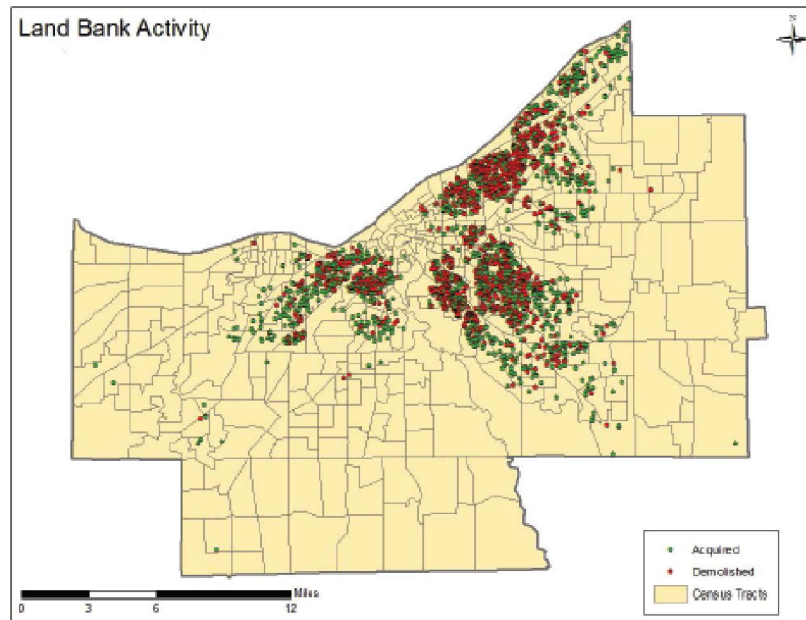 Land Bank Activity
N
Acquired
Demolished
Census Tracts
Miles
0 3 6 12